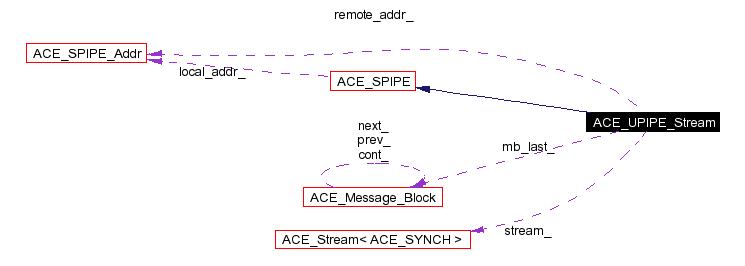 remote_addr_
ACE_SPIPE_Addr
local_addr_
ACE_SPIPE
ACE_UPIPE_Stream
next_
prev_
cont_
mb_last_
ACE_Message_Block
stream_
ACE_Stream< ACE_SYNCH >